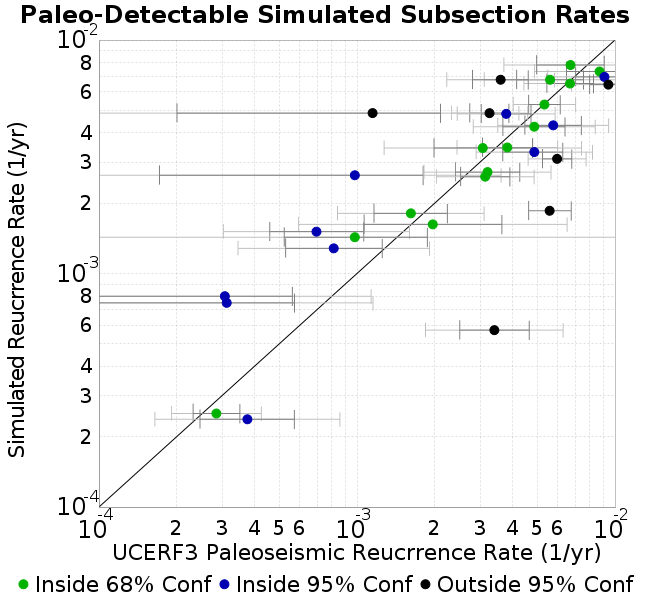 Paleo-Detectable Simulated Subsection Rates
10-2
8
6
4
3
2
10-3
8
6
4
3
2
10-4
10-4 2 3 4 5 6 10-3 2 3 4 5 6 10-2
Simulated Reucrrence Rate (1/yr)
UCERF3 Paleoseismic Reucrrence Rate (1/yr)
Inside 68% Conf Inside 95% Conf Outside 95% Conf